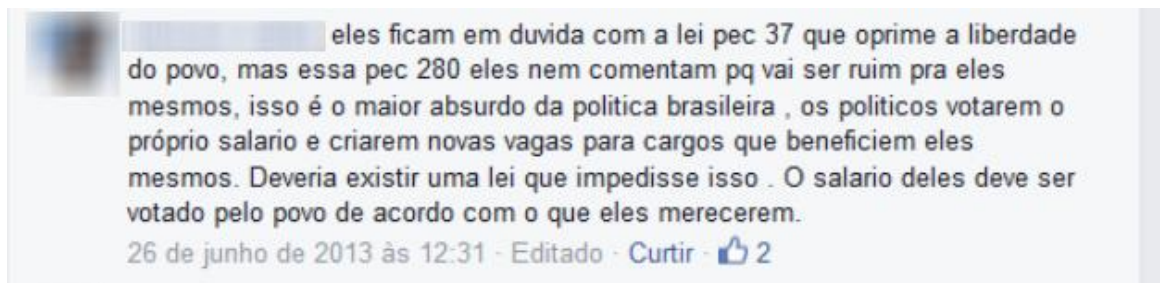 eles ficam em duvida com a lei pec 37 que oprime a liberdade
do povo, mas essa pec 280 eles nem comentam pq vai ser ruim pra eles
mesmos, isso é o maior absurdo da politica brasileira , os politicos votarem o
próprio salario e criarem novas vagas para cargos que beneficiem eles
mesmos. Deveria existir uma lei que impedisse isso . O salario deles deve ser
votado pelo povo de acordo com o que eles merecerem.
26 de junho de 2013 às 12:31 · Editado · Curtir · 2